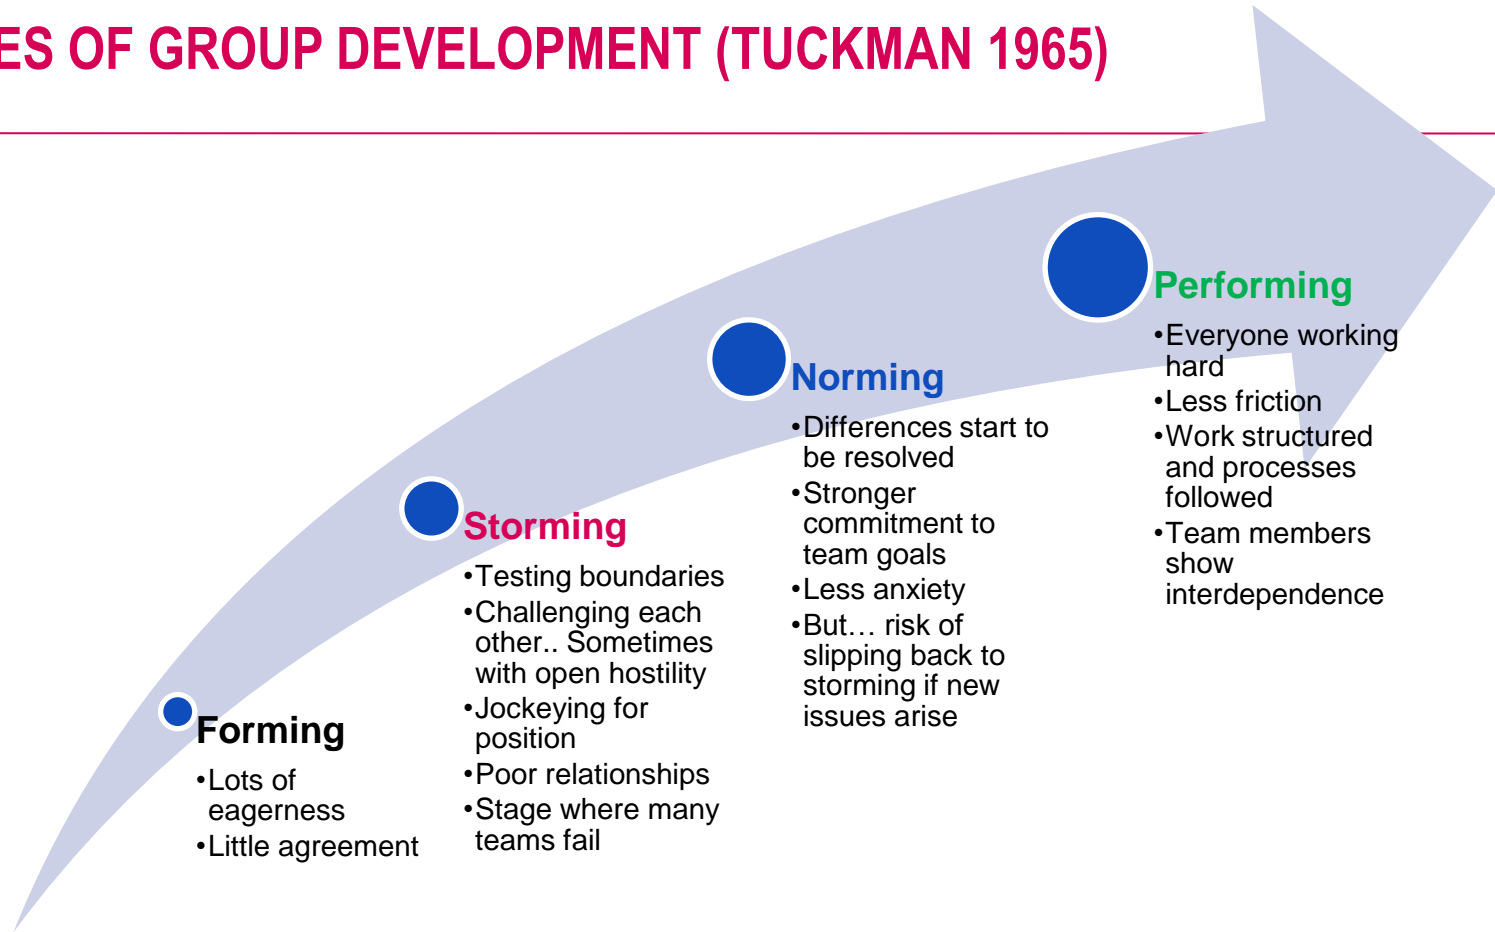 ES OF GROUP DEVELOPMENT (TUCKMAN 1965)
Forming
•Lots of
eagerness
•Little agreement
Storming
•Testing boundaries
•Challenging each
other.. Sometimes
with open hostility
•Jockeying for
position
•Poor relationships
•Stage where many
teams fail
Norming
•Differences start to
be resolved
•Stronger
commitment to
team goals
•Less anxiety
•But… risk of
slipping back to
storming if new
issues arise
Performing
•Everyone working
hard
•Less friction
•Work structured
and processes
followed
•Team members
show
interdependence